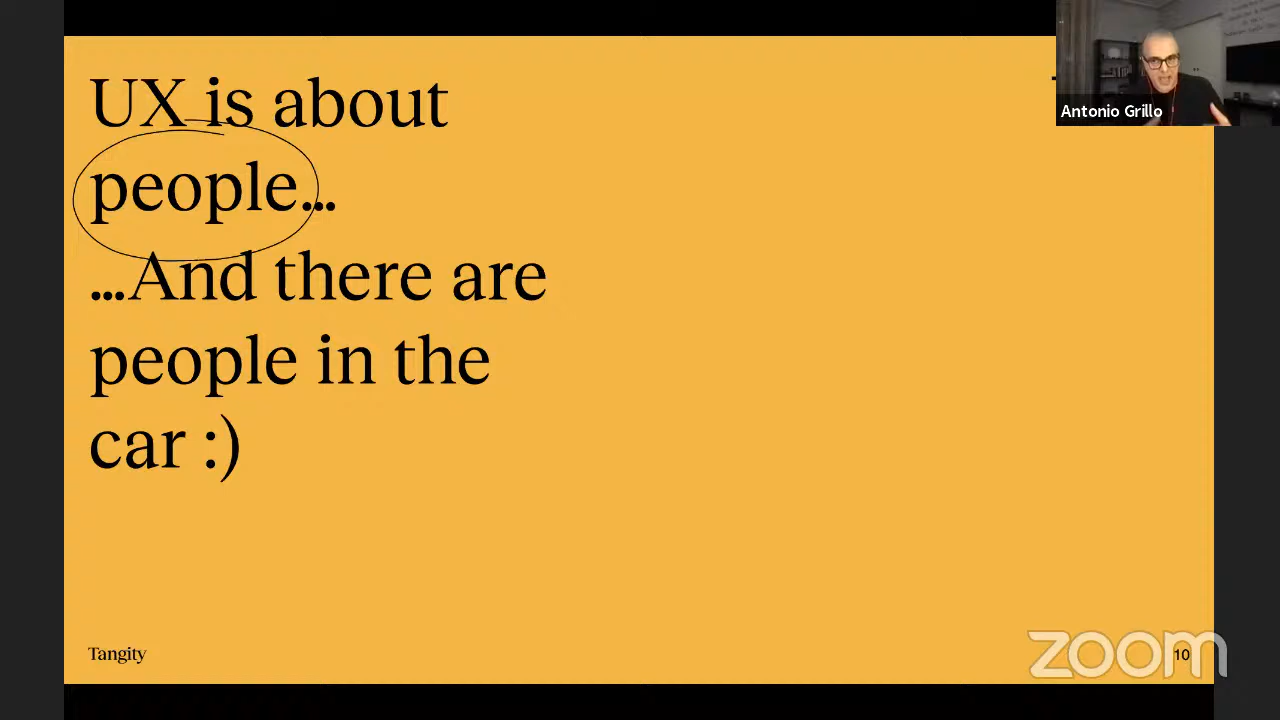 UX is about
people...
...And there are
people in the
car :)
Antonio Grillo
Tangity
zoom
10